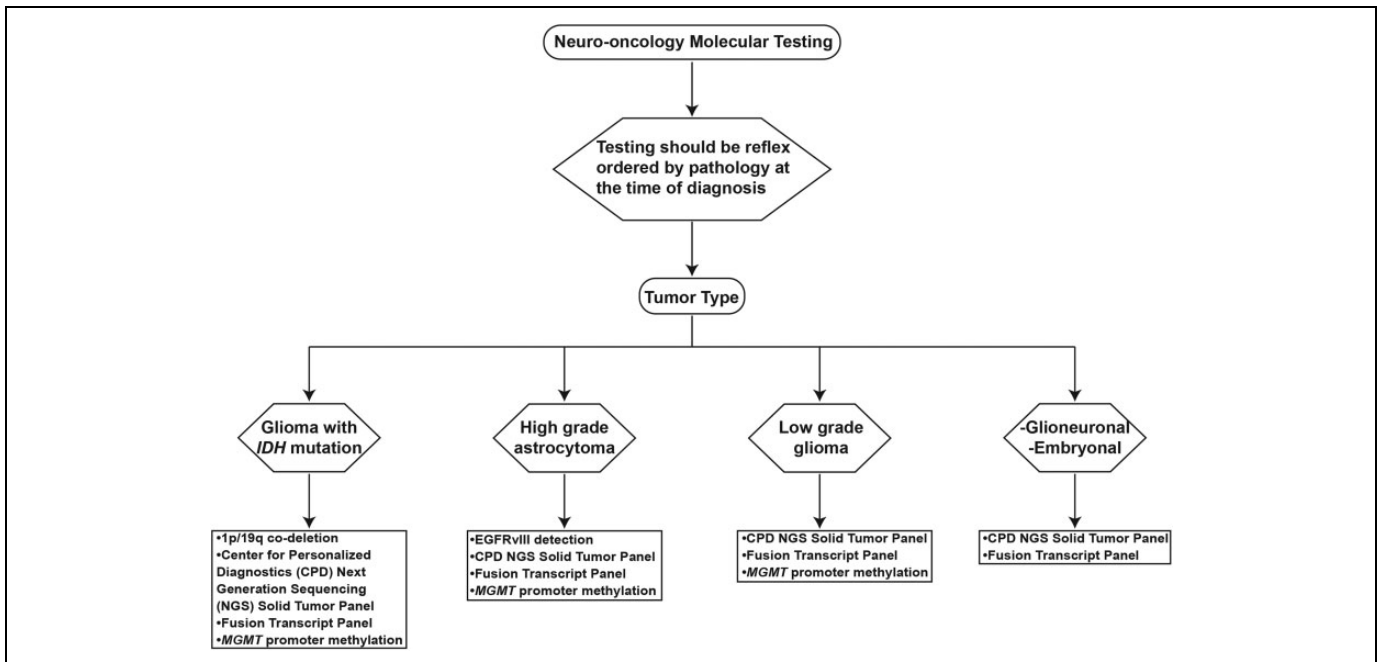 Neuro-oncology Molecular Testing
Testing should be reflex
ordered by pathology at
the time of diagnosis
Tumor Type
Glioma with
IDH mutation
High grade
astrocytoma
Low grade
glioma
-Glioneuronal
-Embryonal
•1p/19q co-deletion
•Center for Personalized
Diagnostics (CPD) Next
Generation Sequencing
(NGS) Solid Tumor Panel
•Fusion Transcript Panel
•MGMT promoter methylation
•EGFRvIII detection
•CPD NGS Solid Tumor Panel
•Fusion Transcript Panel
•MGMT promoter methylation
•CPD NGS Solid Tumor Panel
•Fusion Transcript Panel
•MGMT promoter methylation
•CPD NGS Solid Tumor Panel
•Fusion Transcript Panel